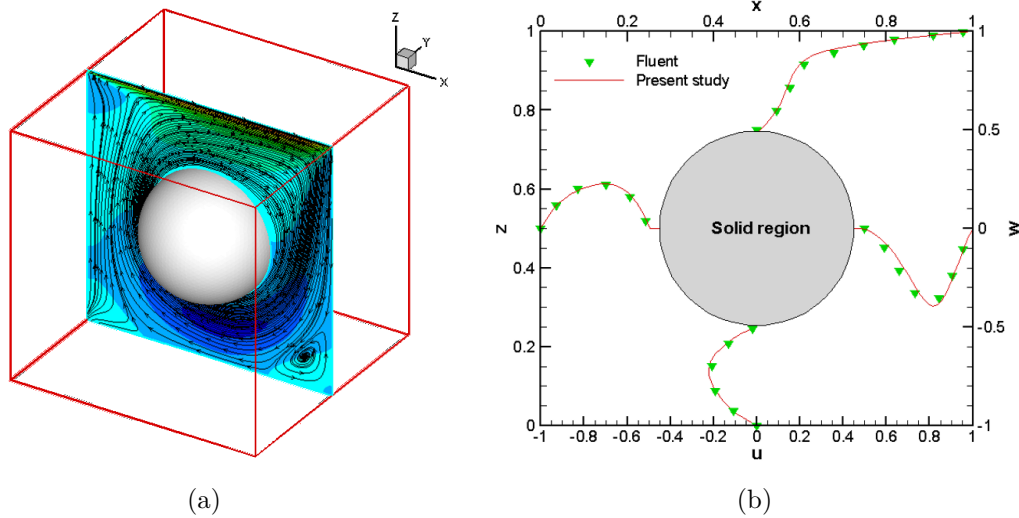 Z
Y
X
(a)
x
0 0.2 0.4 0.6 0.8 1
1
0.8
0.6
0.4
0.2
0
z
Fluent
Present study
Solid region
1
0.5
0
-0.5
-1
w
-1 -0.8 -0.6 -0.4 -0.2 0 0.2 0.4 0.6 0.8 1
u
(b)